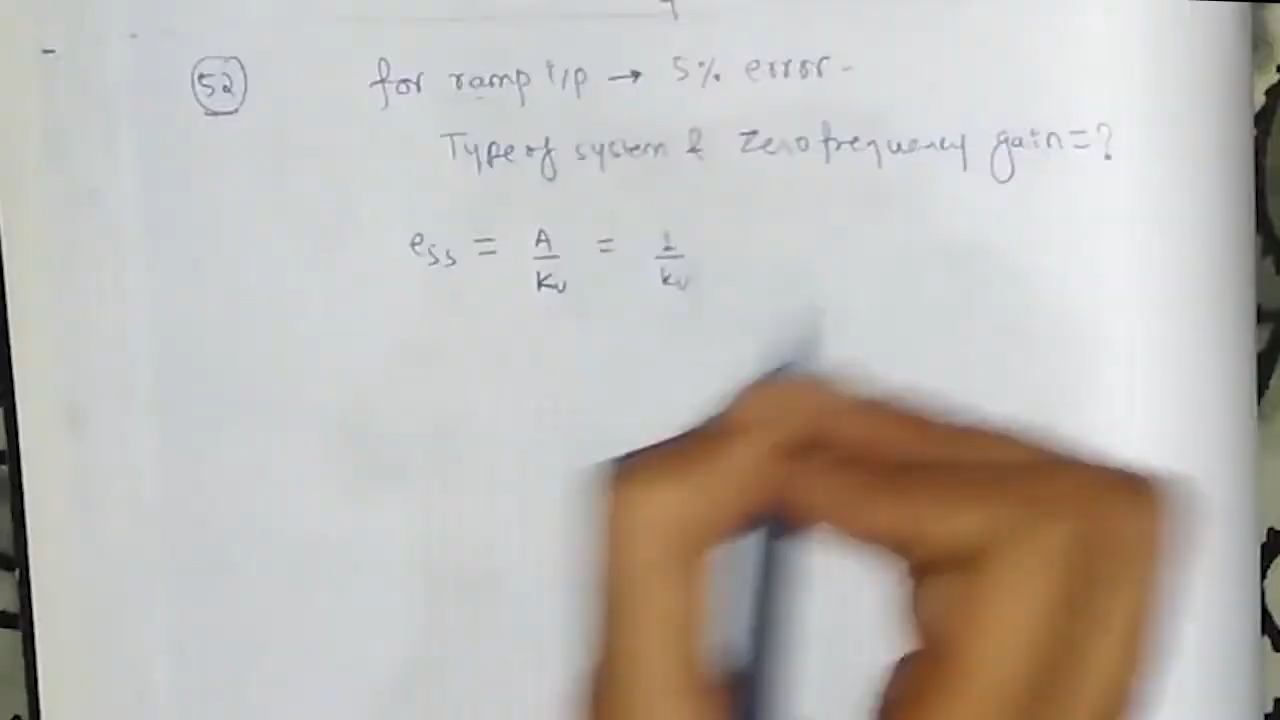 52 for ramp i/p → 5% error.
Type of system & zero frequency gain = ?
ess = A/Kv = 1/Kv